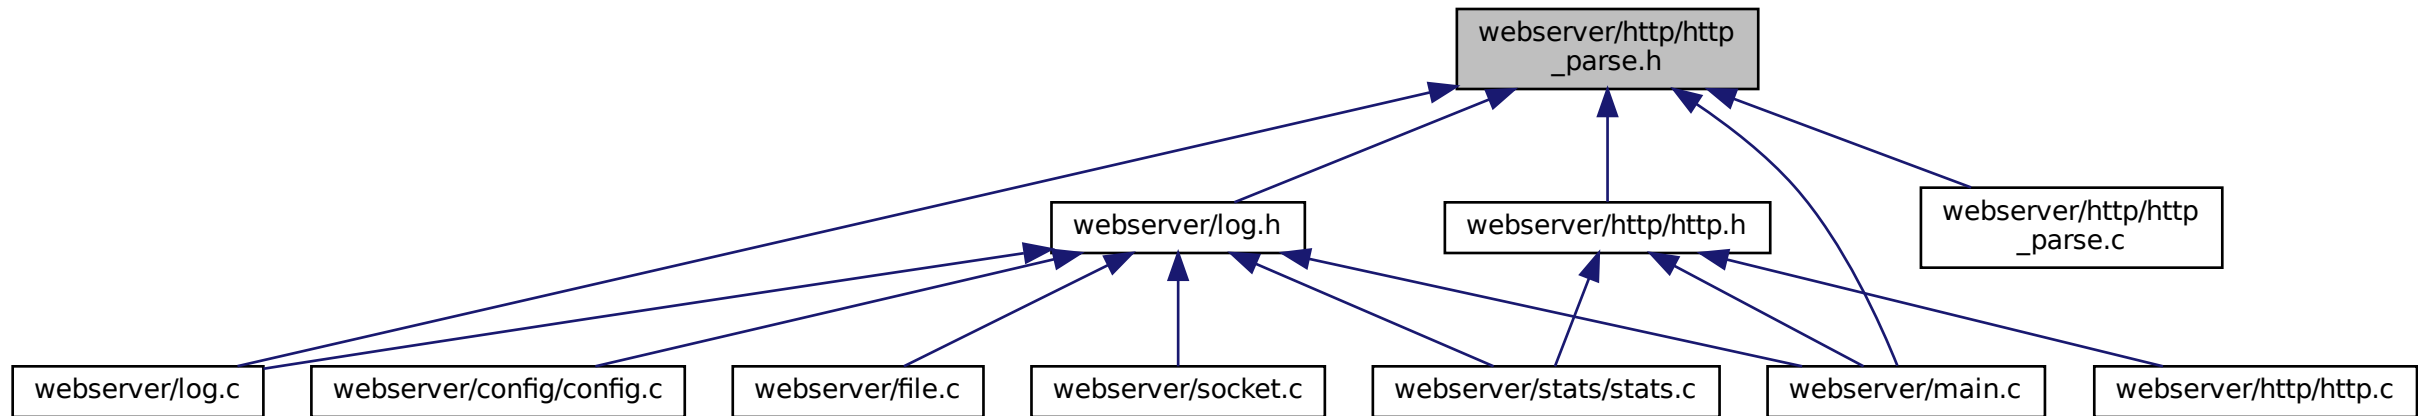 webserver/http/http
_parse.h
webserver/log.h
webserver/http/http.h
webserver/http/http
_parse.c
webserver/log.c
webserver/config/config.c
webserver/file.c
webserver/socket.c
webserver/stats/stats.c
webserver/main.c
webserver/http/http.c